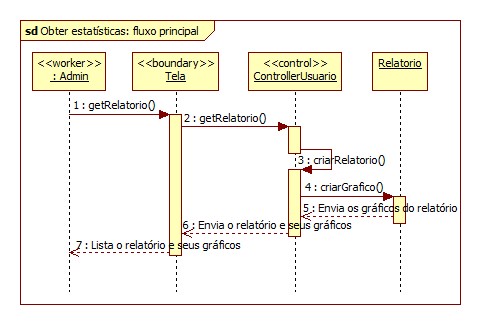 sd Obter estatísticas: fluxo principal
<<worker>>
: Admin
<<boundary>>
Tela
<<control>>
ControllerUsuario
Relatorio
1 : getRelatorio()
2 : getRelatorio()
3 : criarRelatorio()
4 : criarGrafico()
5 : Envia os gráficos do relatório
6 : Envia o relatório e seus gráficos
7 : Lista o relatório e seus gráficos